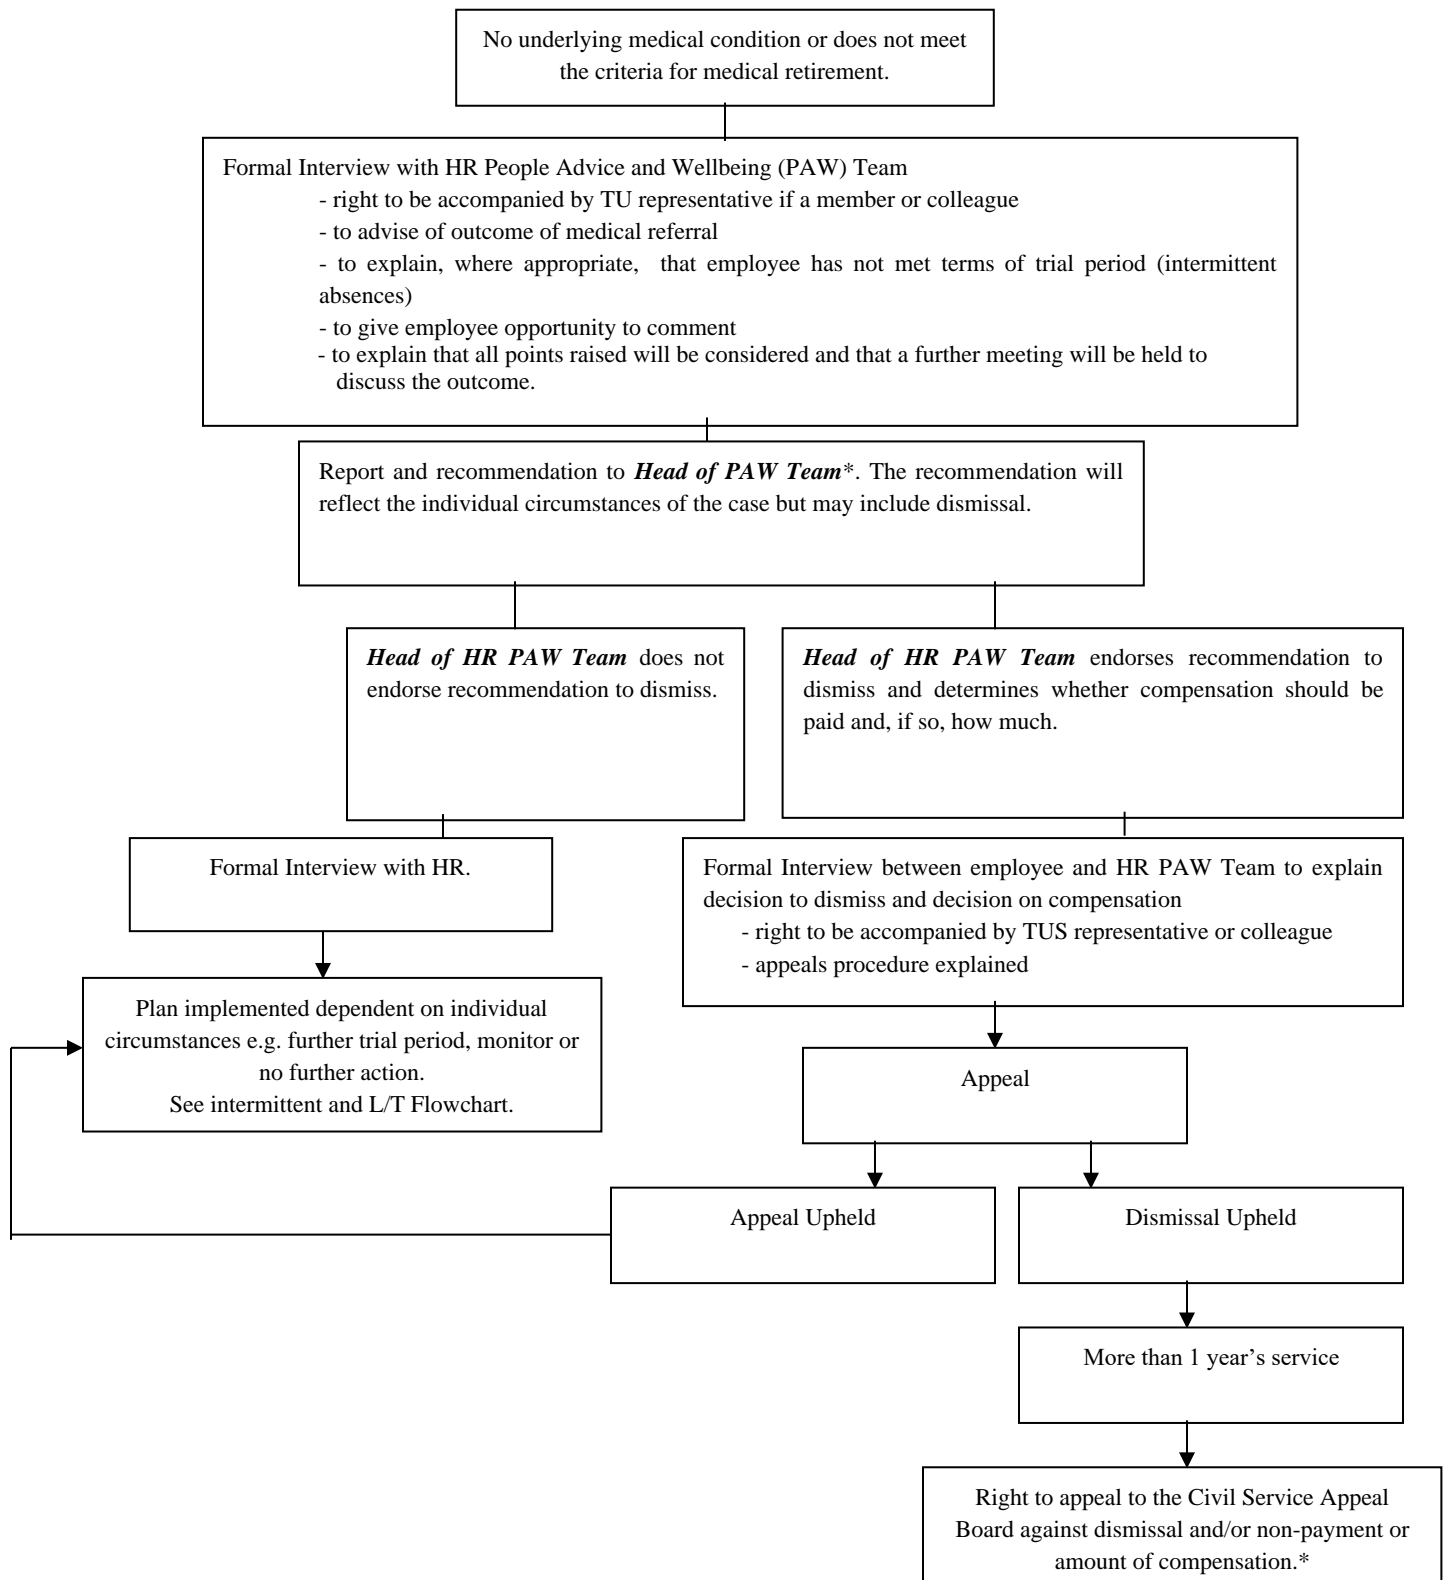 No underlying medical condition or does not meet
the criteria for medical retirement.
Formal Interview with HR People Advice and Wellbeing (PAW) Team
- right to be accompanied by TU representative if a member or colleague
- to advise of outcome of medical referral
- to explain, where appropriate, that employee has not met terms of trial period (intermittent
absences)
- to give employee opportunity to comment
- to explain that all points raised will be considered and that a further meeting will be held to
discuss the outcome.
Report and recommendation to Head of PAW Team*. The recommendation will
reflect the individual circumstances of the case but may include dismissal.
Head of HR PAW Team does not
endorse recommendation to dismiss.
Head of HR PAW Team endorses recommendation to
dismiss and determines whether compensation should be
paid and, if so, how much.
Formal Interview with HR.
Formal Interview between employee and HR PAW Team to explain
decision to dismiss and decision on compensation
- right to be accompanied by TUS representative or colleague
- appeals procedure explained
Plan implemented dependent on individual
circumstances e.g. further trial period, monitor or
no further action.
See intermittent and L/T Flowchart.
Appeal
Appeal Upheld
Dismissal Upheld
More than 1 year’s service
Right to appeal to the Civil Service Appeal
Board against dismissal and/or non-payment or
amount of compensation.*